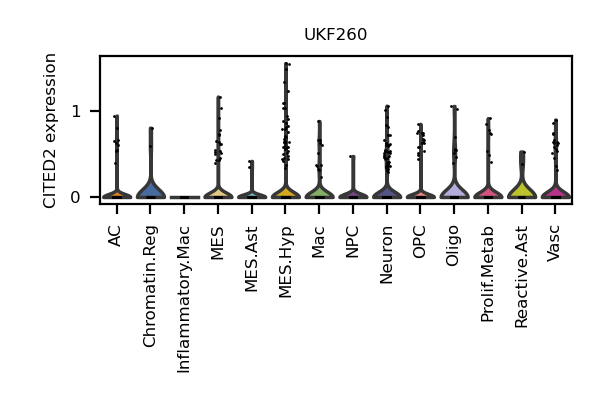 UKF260
CITED2 expression
1
0
AC
Chromatin.Reg
Inflammatory.Mac
MES
MES.Ast
MES.Hyp
Mac
NPC
Neuron
OPC
Oligo
Prolif.Metab
Reactive.Ast
Vasc